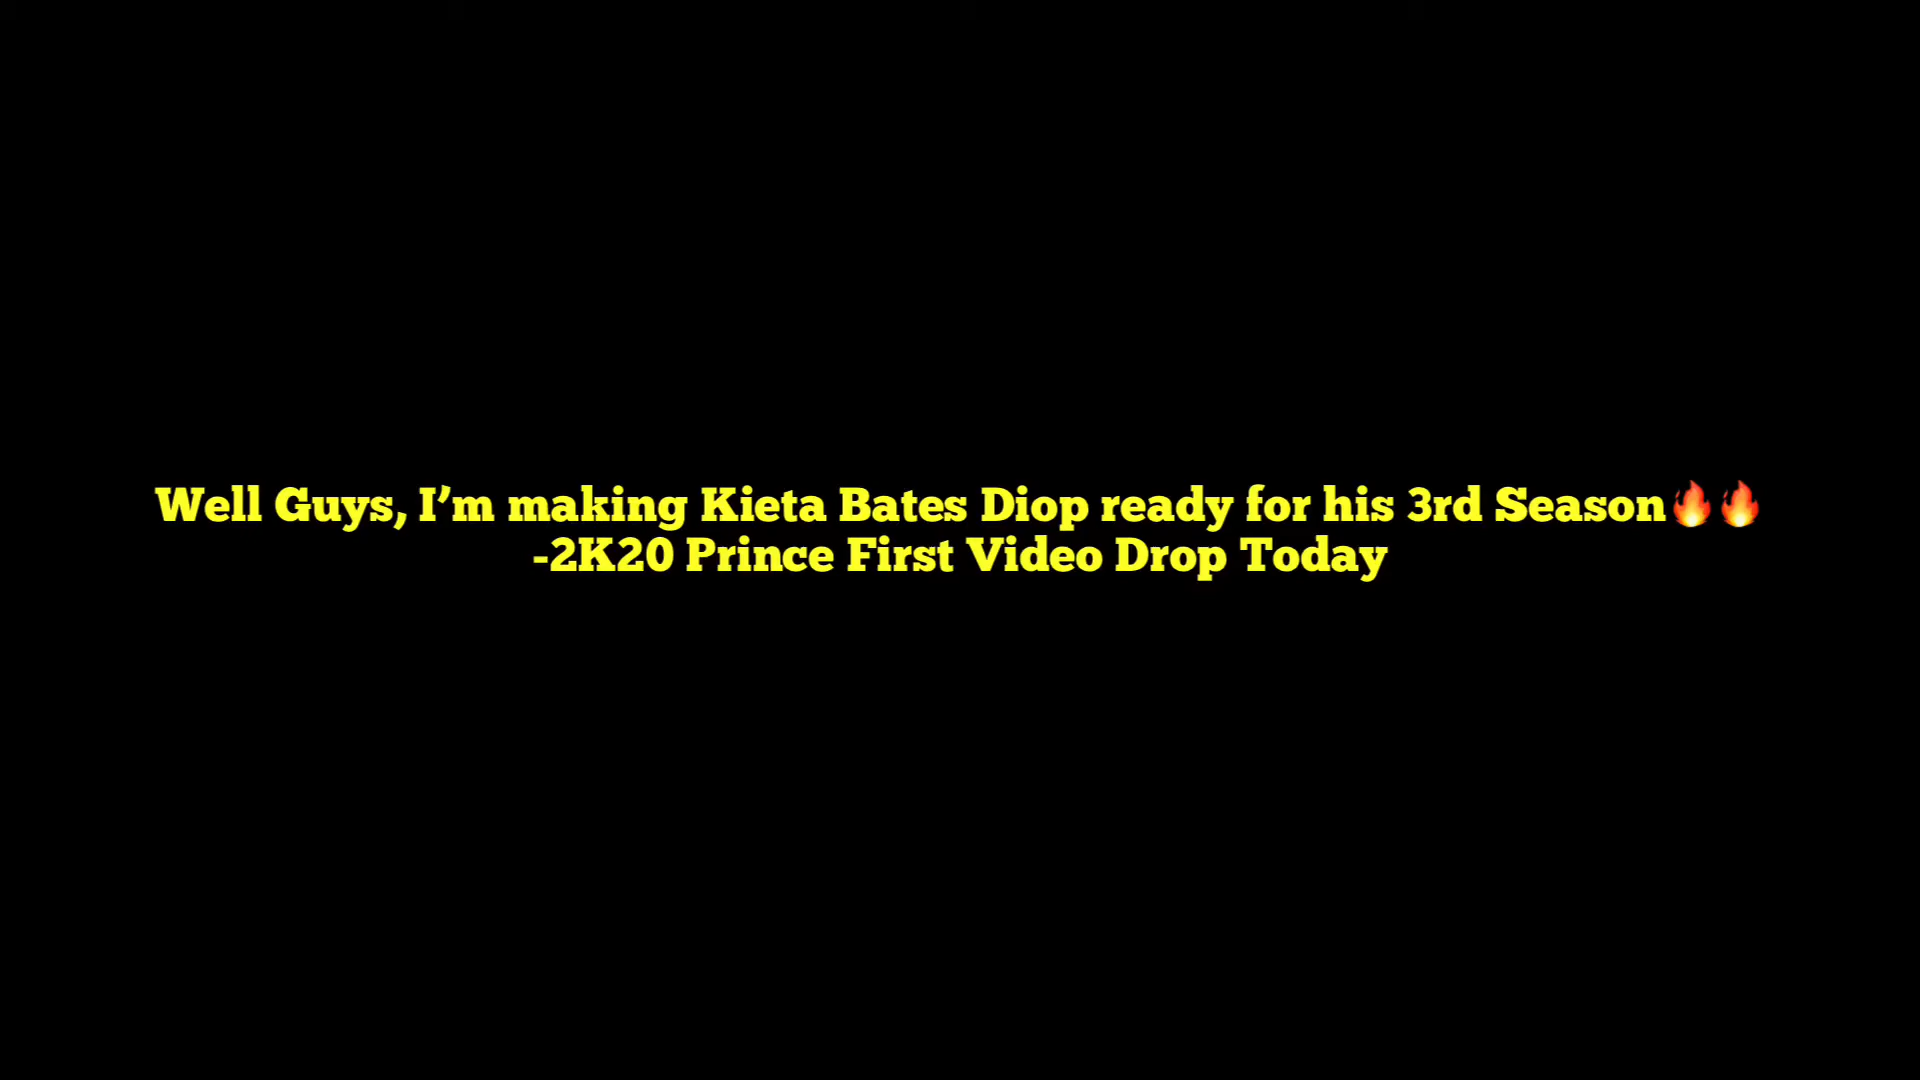 Well Guys, I’m making Kieta Bates Diop ready for his 3rd Season🔥🔥
-2K20 Prince First Video Drop Today